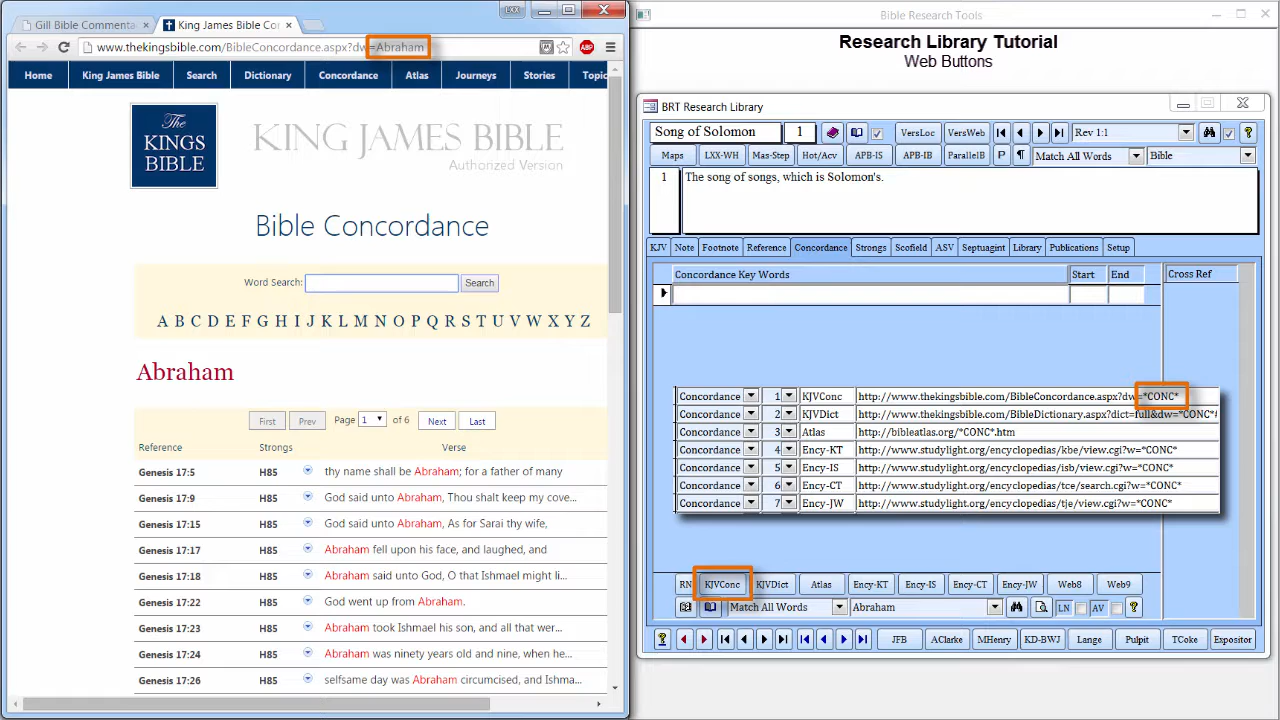 Gill Bible Commenta
King James Bible Co
LXX
www.thekingsbible.com/BibleConcordance.aspx?dw=Abraham
ABP
Home King James Bible Search Dictionary Concordance Atlas Journeys Stories Topic
The
KINGS
BIBLE
KING JAMES BIBLE
Authorized Version
Bible Concordance
Word Search: Search
A B C D E F G H I J K L M N O P Q R S T U V W X Y Z
Abraham
First Prev Page 1 of 6 Next Last
Reference Strongs Verse
Genesis 17:5 H85 thy name shall be Abraham; for a father of many
Genesis 17:9 H85 God said unto Abraham, Thou shalt keep my cove...
Genesis 17:15 H85 God said unto Abraham, As for Sarai thy wife,
Genesis 17:17 H85 Abraham fell upon his face, and laughed, and
Genesis 17:18 H85 Abraham said unto God, O that Ishmael might li...
Genesis 17:22 H85 God went up from Abraham.
Genesis 17:23 H85 Abraham took Ishmael his son, and all that wer...
Genesis 17:24 H85 Abraham was ninety years old and nine, when he...
Genesis 17:26 H85 selfsame day was Abraham circumcised, and Ishma...
Bible Research Tools
Research Library Tutorial
Web Buttons
BRT Research Library
Song of Solomon 1 VersLoc VersWeb Rev 1:1 ?
Maps LXX-WH Mas-Step Hot/Acv APB-IS APB-IB ParallelB P ¶ Match All Words Bible
1 The song of songs, which is Solomon's.
KJV Note Footnote Reference Concordance Strongs Scofield ASV Septuagint Library Publications Setup
Concordance Key Words Start End Cross Ref
Concordance 1 KJVConc http://www.thekingsbible.com/BibleConcordance.aspx?dw=*CONC*
Concordance 2 KJVDict http://www.thekingsbible.com/BibleDictionary.aspx?dict=full&dw=*CONC*#
Concordance 3 Atlas http://bibleatlas.org/*CONC*.htm
Concordance 4 Ency-KT http://www.studylight.org/encyclopedias/kbe/view.cgi?w=*CONC*
Concordance 5 Ency-IS http://www.studylight.org/encyclopedias/isb/view.cgi?w=*CONC*
Concordance 6 Ency-CT http://www.studylight.org/encyclopedias/tce/search.cgi?w=*CONC*
Concordance 7 Ency-JW http://www.studylight.org/encyclopedias/tje/view.cgi?w=*CONC*
RN KJVConc KJVDict Atlas Ency-KT Ency-IS Ency-CT Ency-JW Web8 Web9
Match All Words Abraham LN AV ?
? JFB AClarke MHenry KD-BWJ Lange Pulpit TCoke Expositor